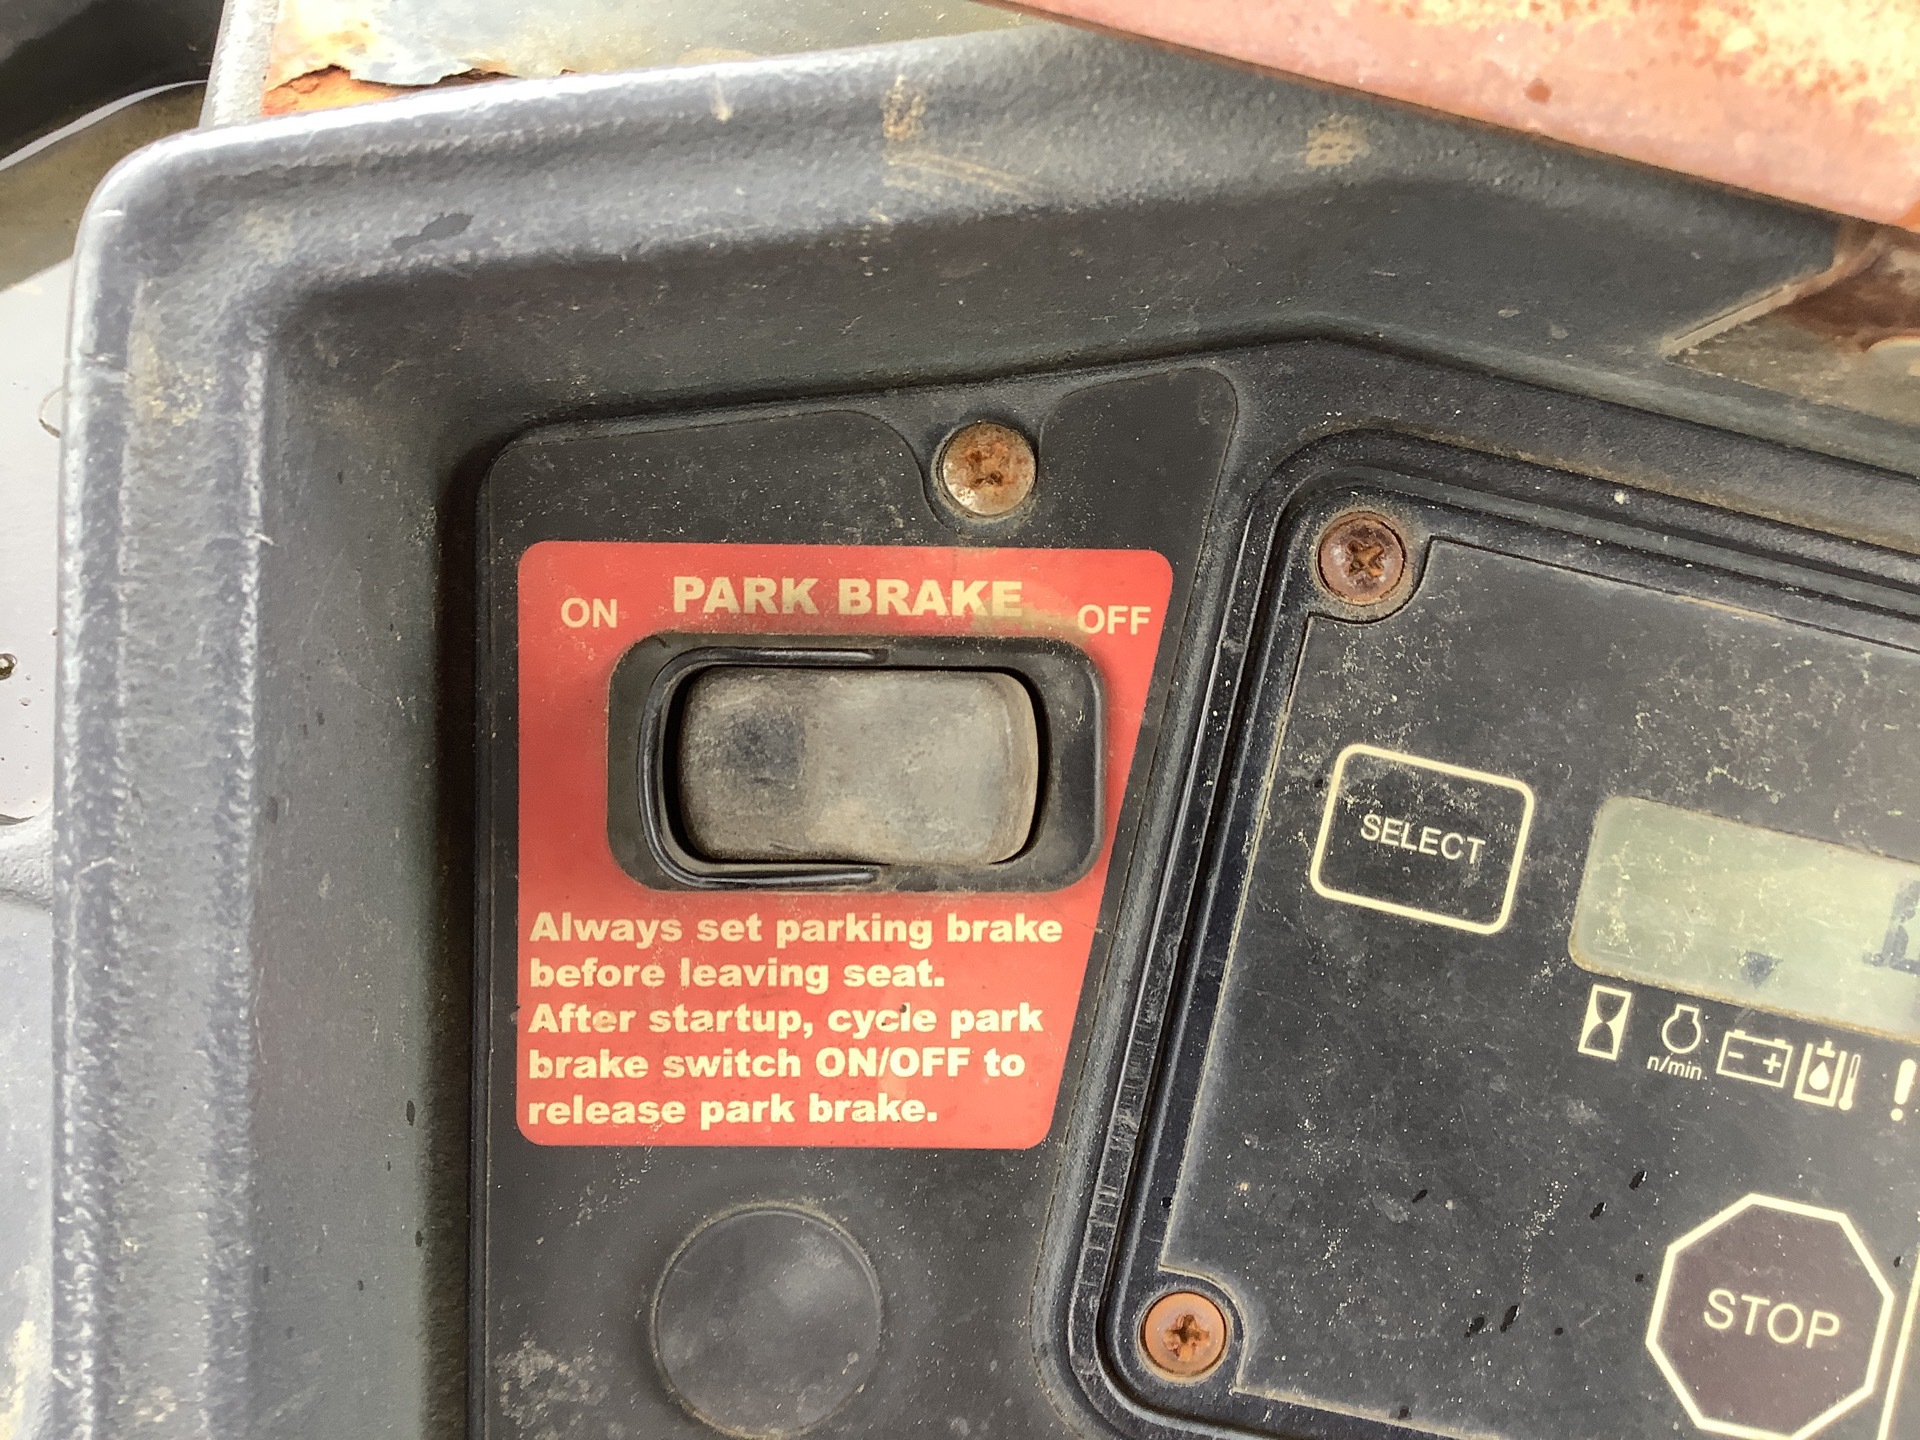 PARK BRAKE
ON
OFF
Always set parking brake
before leaving seat.
After startup, cycle park
brake switch ON/OFF to
release park brake.
SELECT
n/min
STOP